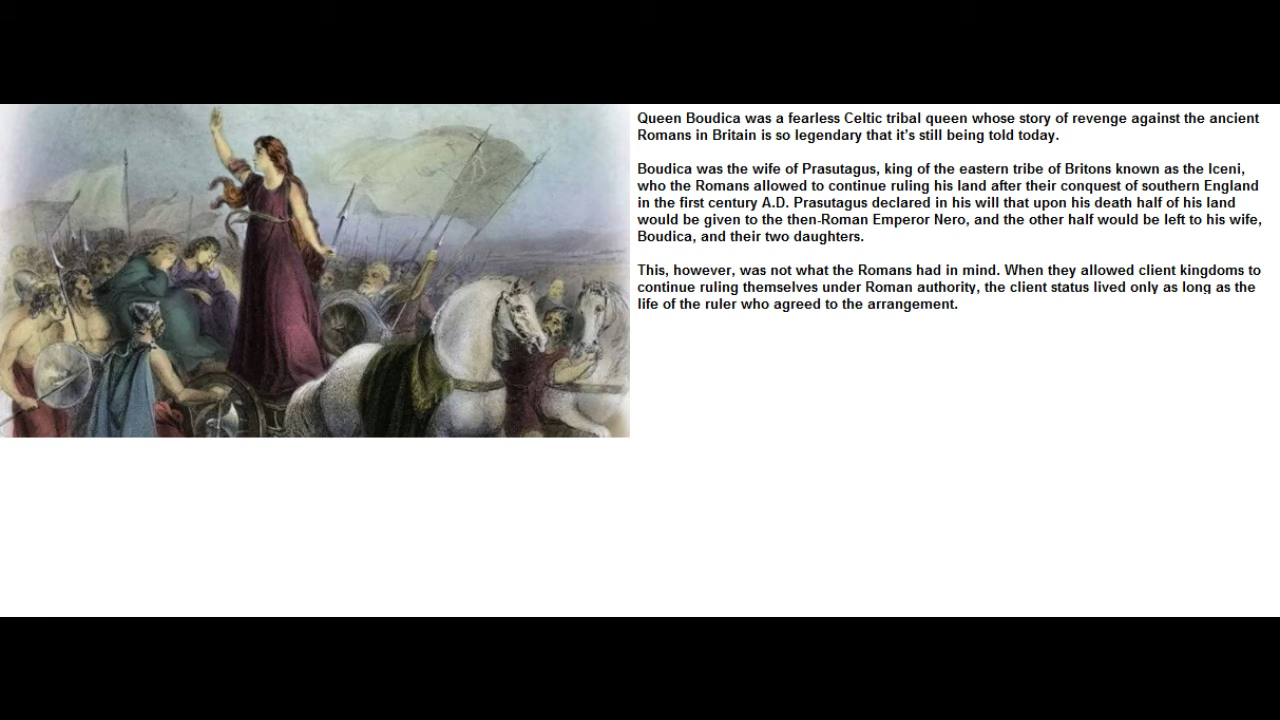 Queen Boudica was a fearless Celtic tribal queen whose story of revenge against the ancient
Romans in Britain is so legendary that it's still being told today.
Boudica was the wife of Prasutagus, king of the eastern tribe of Britons known as the Iceni,
who the Romans allowed to continue ruling his land after their conquest of southern England
in the first century A.D. Prasutagus declared in his will that upon his death half of his land
would be given to the then-Roman Emperor Nero, and the other half would be left to his wife,
Boudica, and their two daughters.
This, however, was not what the Romans had in mind. When they allowed client kingdoms to
continue ruling themselves under Roman authority, the client status lived only as long as the
life of the ruler who agreed to the arrangement.